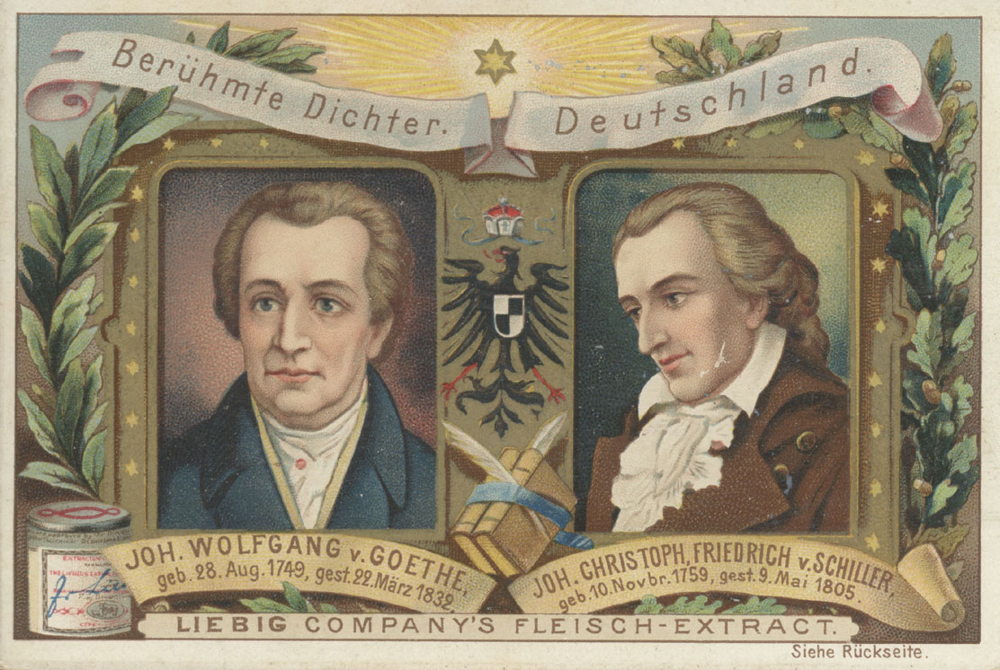 Berühmte Dichter. Deutschland.
JOH. WOLFGANG v. GOETHE,
geb. 28. Aug. 1749, gest. 22. März 1832.
JOH. CHRISTOPH, FRIEDRICH v. SCHILLER,
geb. 10. Novbr. 1759, gest. 9. Mai 1805.
LIEBIG COMPANY'S FLEISCH-EXTRACT.
Siehe Rückseite.